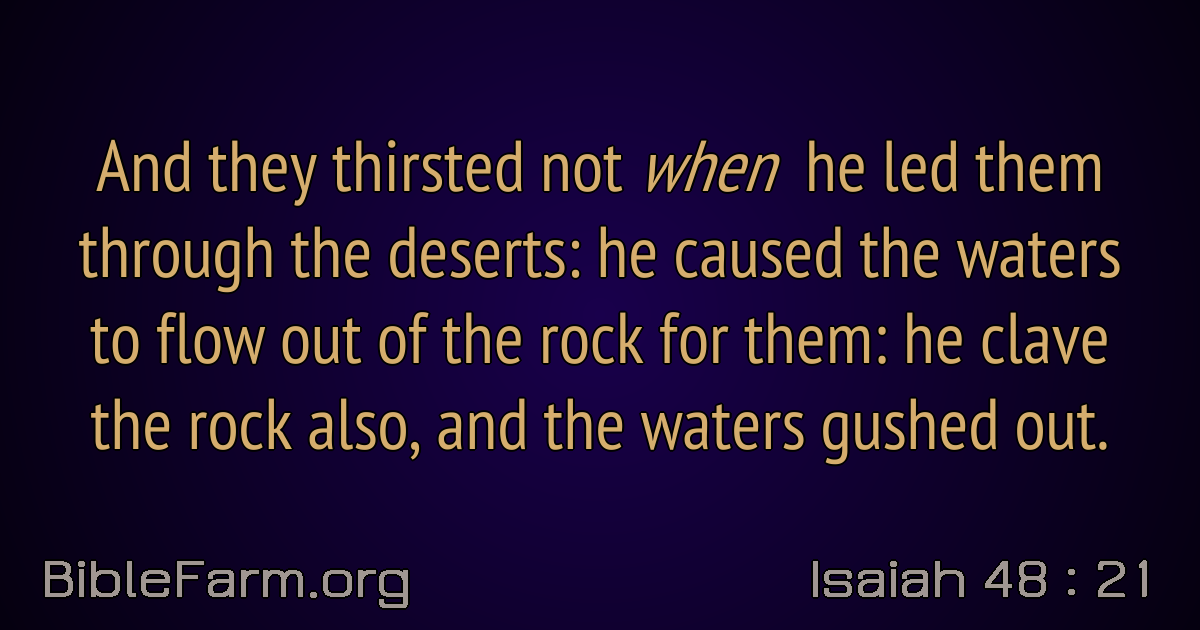 And they thirsted not when he led them
through the deserts: he caused the waters
to flow out of the rock for them: he clave
the rock also, and the waters gushed out.
BibleFarm.org
Isaiah 48 : 21